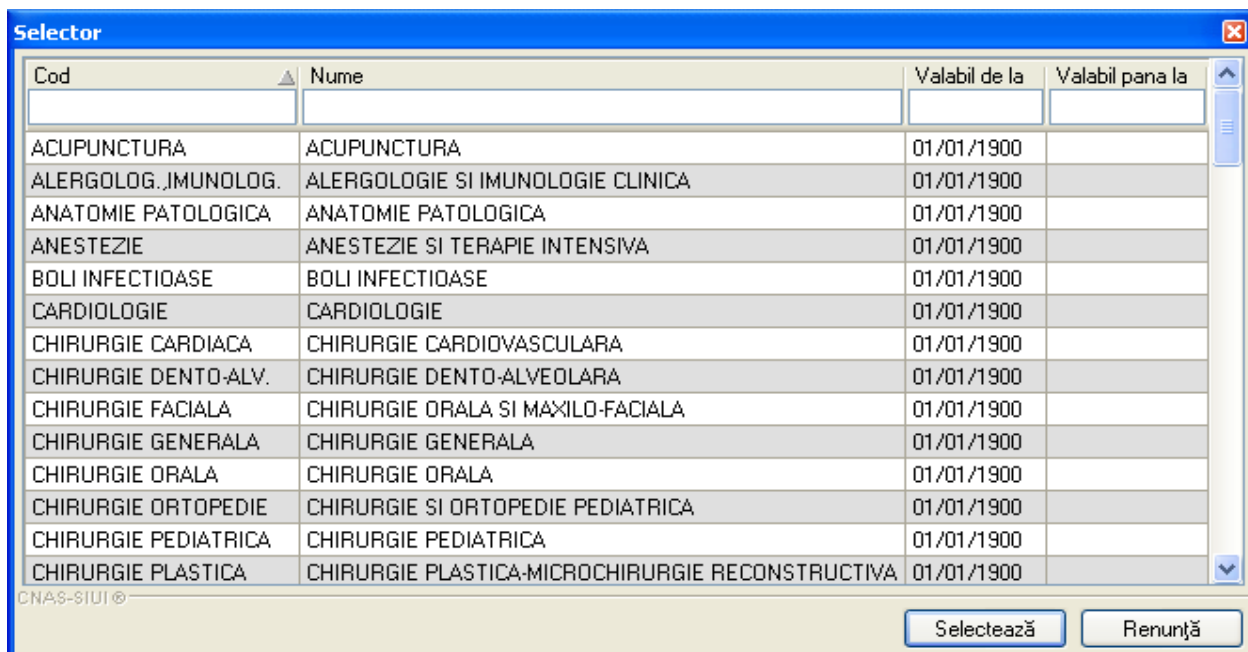 Selector
Cod Nume Valabil de la Valabil pana la
ACUPUNCTURA ACUPUNCTURA 01/01/1900
ALERGOLOG.,IMUNOLOG. ALERGOLOGIE SI IMUNOLOGIE CLINICA 01/01/1900
ANATOMIE PATOLOGICA ANATOMIE PATOLOGICA 01/01/1900
ANESTEZIE ANESTEZIE SI TERAPIE INTENSIVA 01/01/1900
BOLI INFECTIOASE BOLI INFECTIOASE 01/01/1900
CARDIOLOGIE CARDIOLOGIE 01/01/1900
CHIRURGIE CARDIACA CHIRURGIE CARDIOVASCULARA 01/01/1900
CHIRURGIE DENTO-ALV. CHIRURGIE DENTO-ALVEOLARA 01/01/1900
CHIRURGIE FACIALA CHIRURGIE ORALA SI MAXILO-FACIALA 01/01/1900
CHIRURGIE GENERALA CHIRURGIE GENERALA 01/01/1900
CHIRURGIE ORALA CHIRURGIE ORALA 01/01/1900
CHIRURGIE ORTOPEDIE CHIRURGIE SI ORTOPEDIE PEDIATRICA 01/01/1900
CHIRURGIE PEDIATRICA CHIRURGIE PEDIATRICA 01/01/1900
CHIRURGIE PLASTICA CHIRURGIE PLASTICA-MICROCHIRURGIE RECONSTRUCTIVA 01/01/1900
CNAS-SIUI ®
Selectează Renunţă